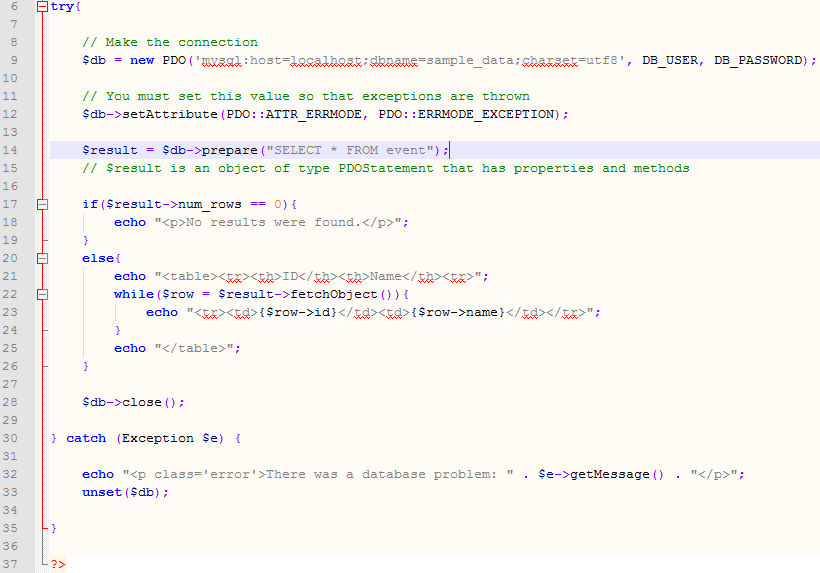 6 try{
7
8 // Make the connection
9 $db = new PDO('mysql:host=localhost;dbname=sample_data;charset=utf8', DB_USER, DB_PASSWORD);
10
11 // You must set this value so that exceptions are thrown
12 $db->setAttribute(PDO::ATTR_ERRMODE, PDO::ERRMODE_EXCEPTION);
13
14 $result = $db->prepare("SELECT * FROM event");
15 // $result is an object of type PDOStatement that has properties and methods
16
17 if($result->num_rows == 0){
18 echo "<p>No results were found.</p>";
19 }
20 else{
21 echo "<table><tr><th>ID</th><th>Name</th><tr>";
22 while($row = $result->fetchObject()){
23 echo "<tr><td>{$row->id}</td><td>{$row->name}</td></tr>";
24 }
25 echo "</table>";
26 }
27
28 $db->close();
29
30 } catch (Exception $e) {
31
32 echo "<p class='error'>There was a database problem: " . $e->getMessage() . "</p>";
33 unset($db);
34
35 }
36
37 ?>